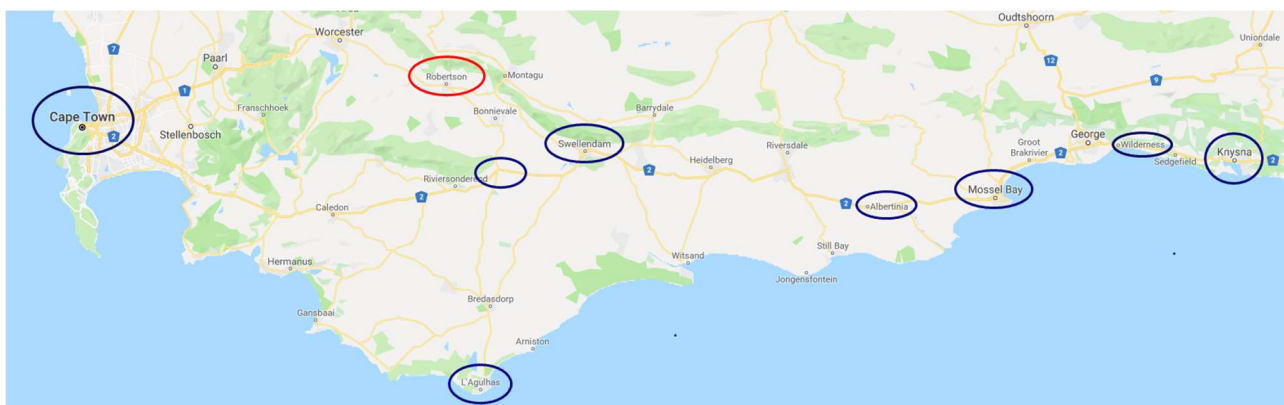 Oudtshoorn
Worcester
Uniondale
7
Paarl
12
Robertson
Montagu
9
1
Franschhoek
Bonnievale
Barrydale
Cape Town
2
Stellenbosch
Swellendam
Riversdale
George
Groot
Brakrivier
Wilderness
Knysna
2
Sedgefield
2
Heidelberg
2
Riviersonderend
2
Mossel Bay
Caledon
2
Albertinia
Still Bay
Witsand
Hermanus
Jongensfontein
Bredasdorp
Gansbaai
Arniston
L'Agulhas